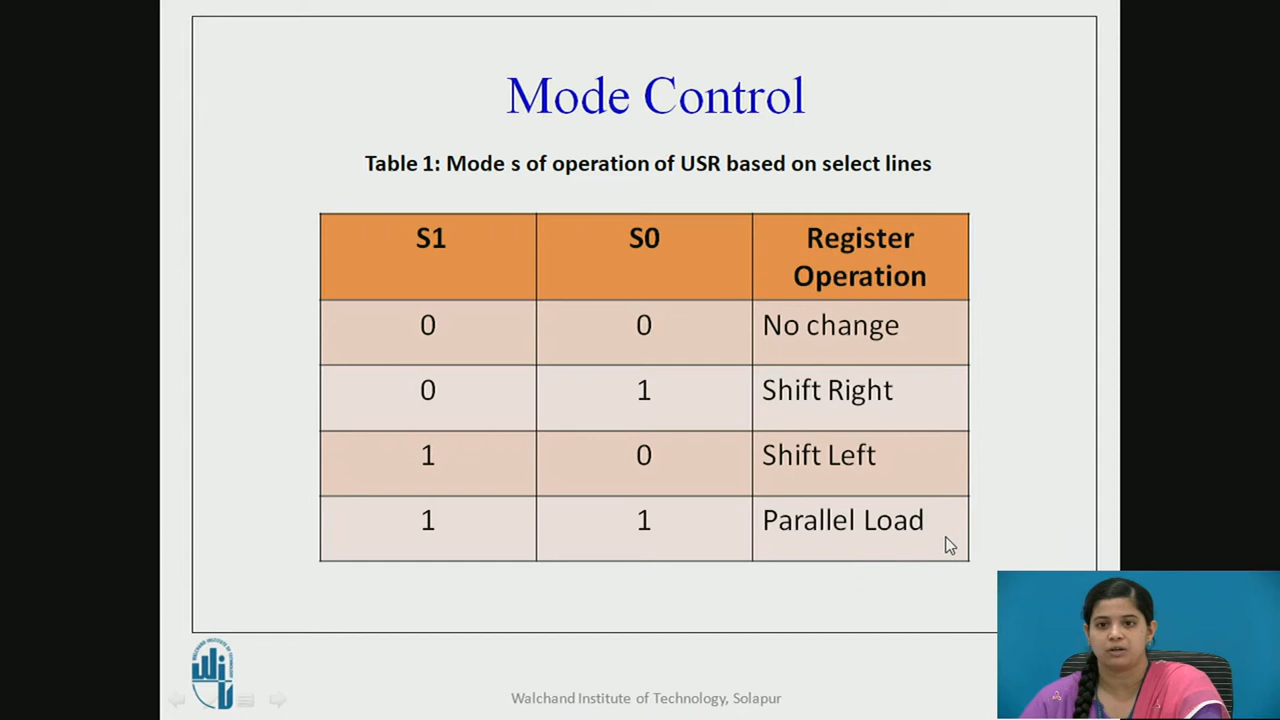 Mode Control
Table 1: Mode s of operation of USR based on select lines
S1 S0 Register Operation
0 0 No change
0 1 Shift Right
1 0 Shift Left
1 1 Parallel Load
Walchand Institute of Technology, Solapur